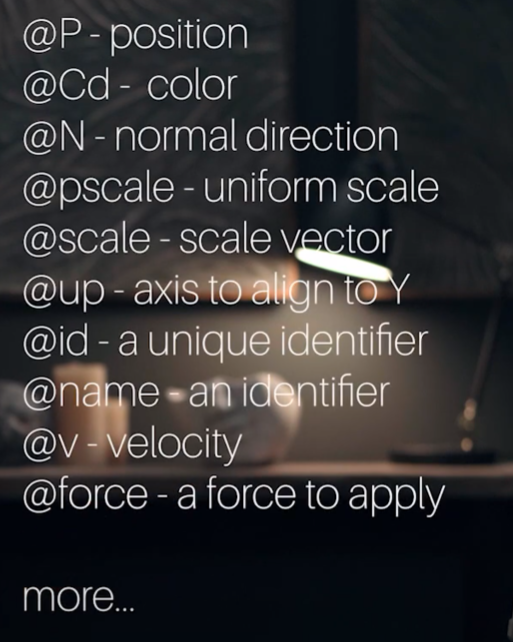 @P - position
@Cd - color
@N - normal direction
@pscale - uniform scale
@scale - scale vector
@up - axis to align to Y
@id - a unique identifier
@name - an identifier
@v - velocity
@force - a force to apply
more...